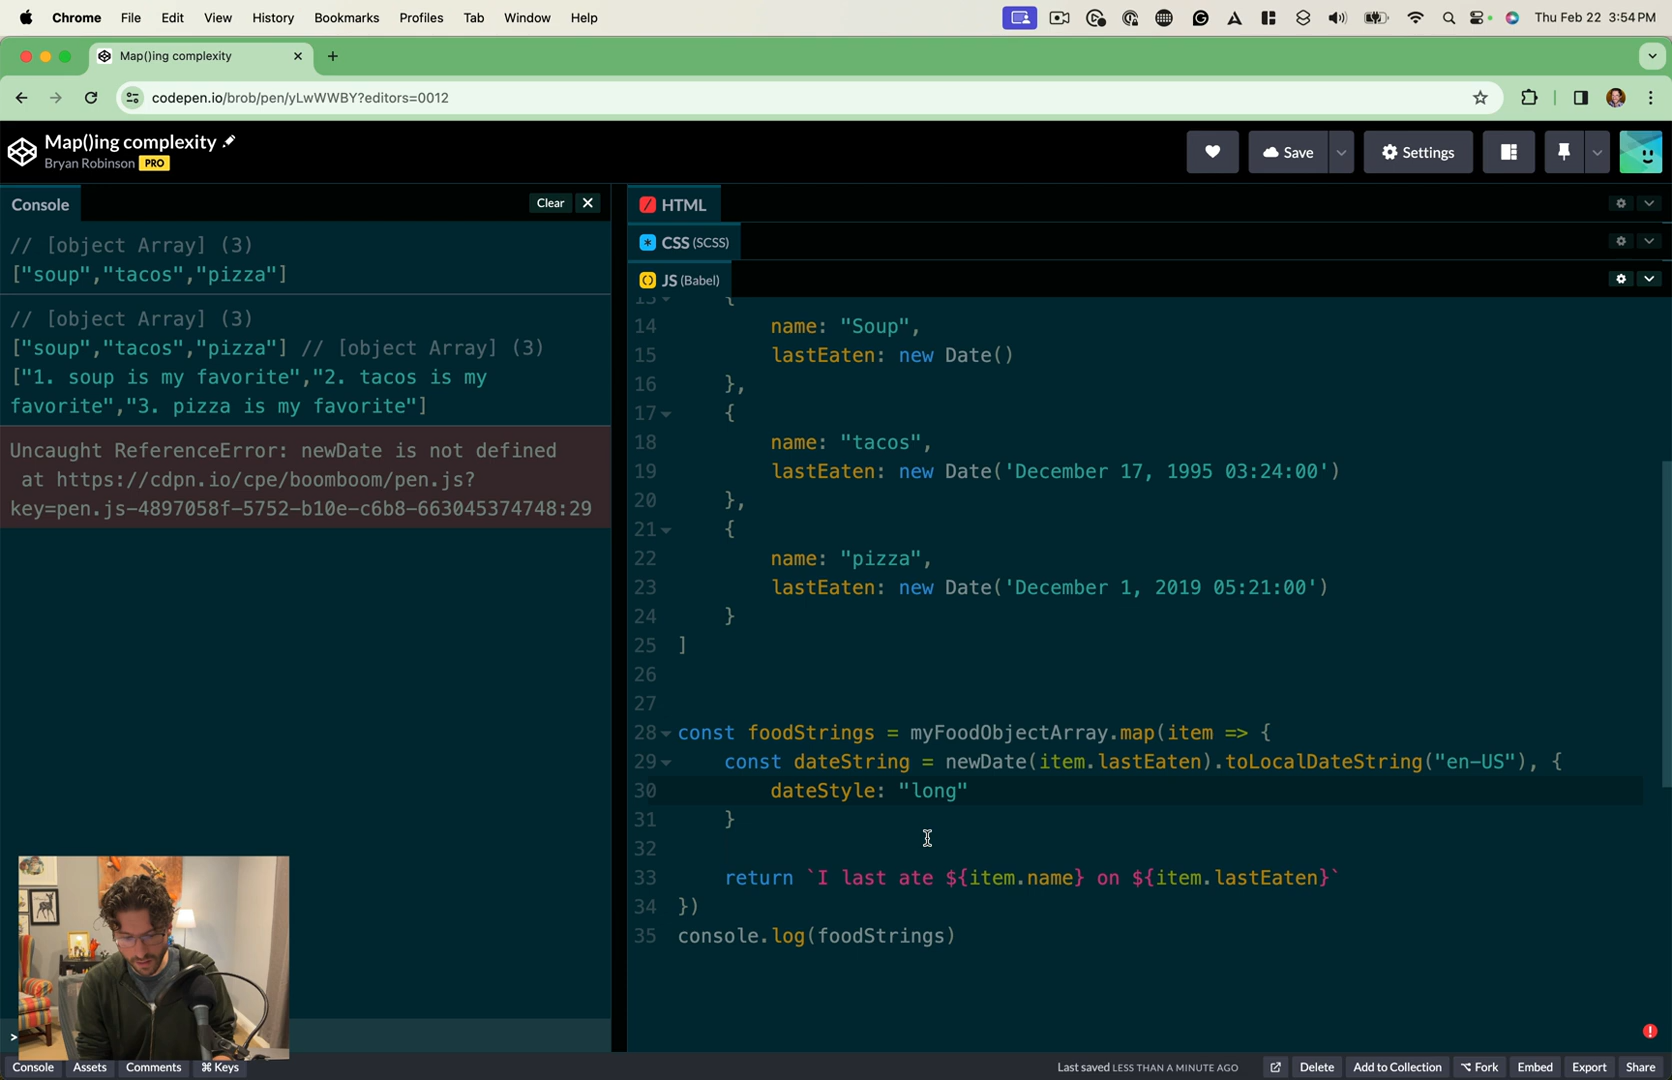 Chrome File Edit View History Bookmarks Profiles Tab Window Help Thu Feb 22 3:54 PM
Map()ing complexity
codepen.io/brob/pen/yLwWWBY?editors=0012
Map()ing complexity
Bryan Robinson PRO
Save Settings
Console Clear
// [object Array] (3)
["soup","tacos","pizza"]
// [object Array] (3)
["soup","tacos","pizza"] // [object Array] (3)
["1. soup is my favorite","2. tacos is my
favorite","3. pizza is my favorite"]
Uncaught ReferenceError: newDate is not defined
at https://cdpn.io/cpe/boomboom/pen.js?
key=pen.js-4897058f-5752-b10e-c6b8-663045374748:29
>
HTML
CSS (SCSS)
JS (Babel)
13 {
14 name: "Soup",
15 lastEaten: new Date()
16 },
17 {
18 name: "tacos",
19 lastEaten: new Date('December 17, 1995 03:24:00')
20 },
21 {
22 name: "pizza",
23 lastEaten: new Date('December 1, 2019 05:21:00')
24 }
25 ]
26
27
28 const foodStrings = myFoodObjectArray.map(item => {
29 const dateString = newDate(item.lastEaten).toLocalDateString("en-US"), {
30 dateStyle: "long"
31 }
32
33 return `I last ate ${item.name} on ${item.lastEaten}`
34 })
35 console.log(foodStrings)
Console Assets Comments ⌘ Keys Last saved LESS THAN A MINUTE AGO Delete Add to Collection ⌥ Fork Embed Export Share